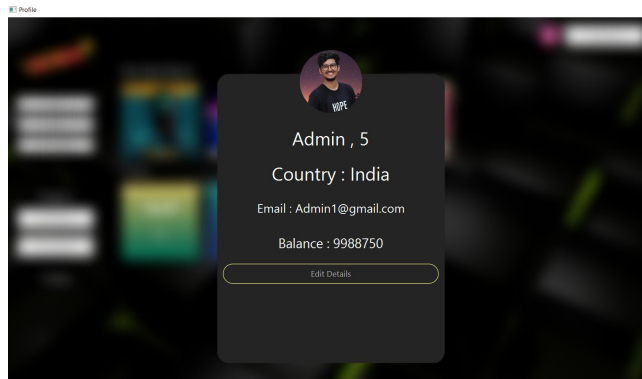 Profile
HOPE
Admin , 5
Country : India
Email : Admin1@gmail.com
Balance : 9988750
Edit Details